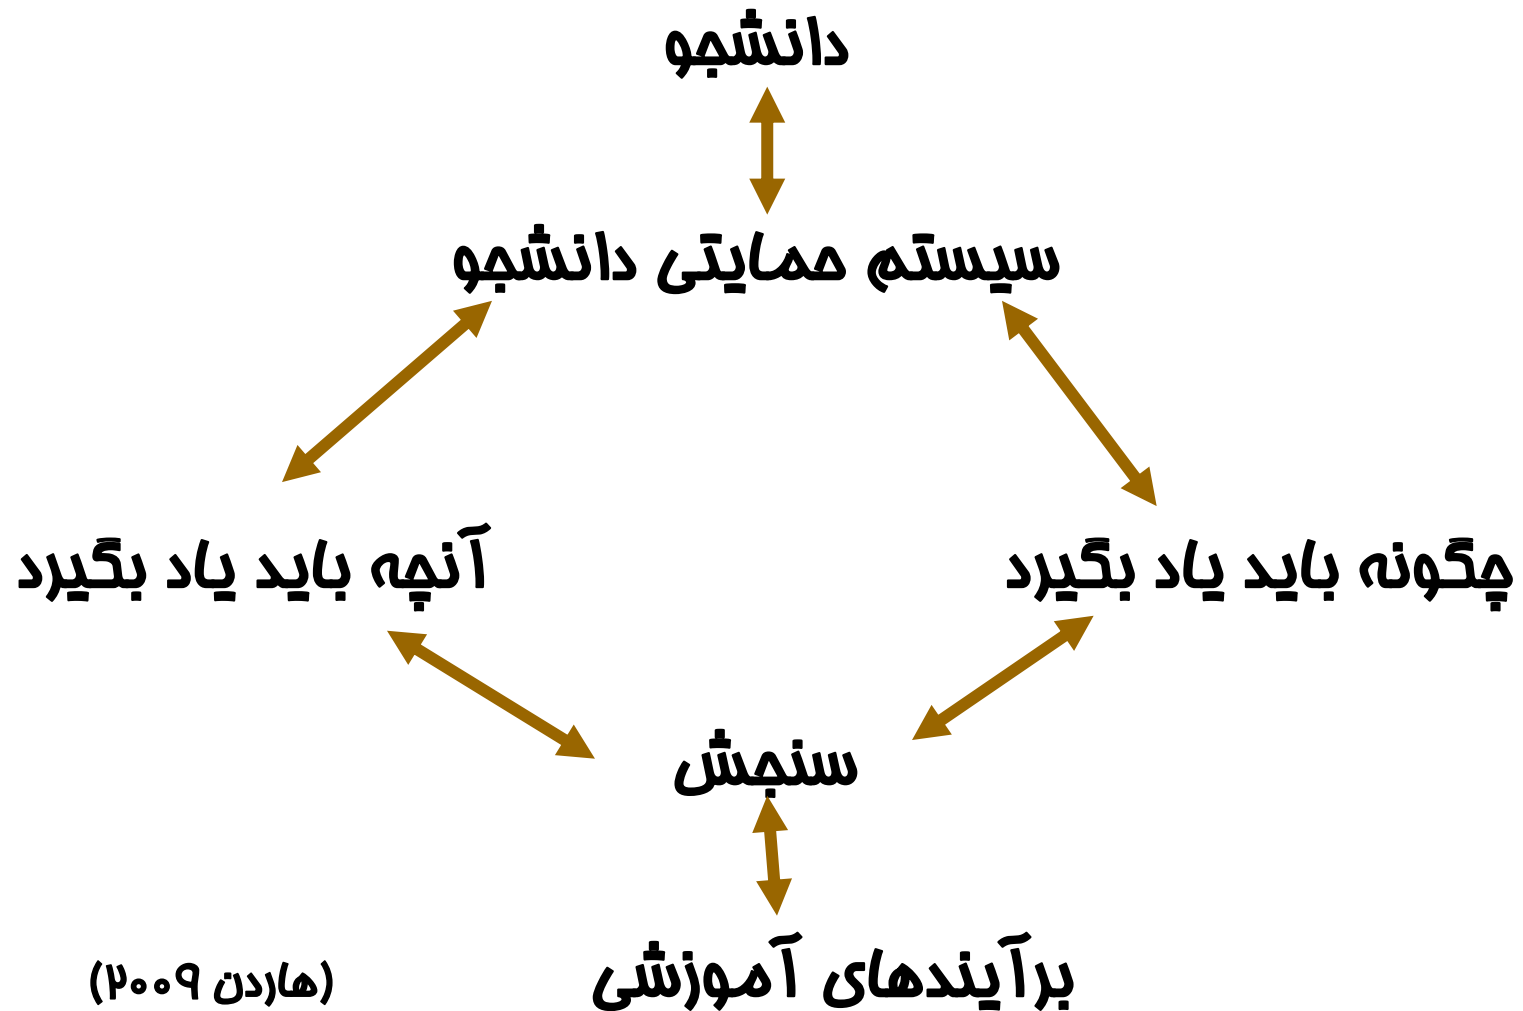 دانشجو
سیستم حمایتی دانشجو
چگونه باید یاد بگیرد
آنچه باید یاد بگیرد
سنجش
برآیندهای آموزشی
(هاردن ۲۰۰۹)